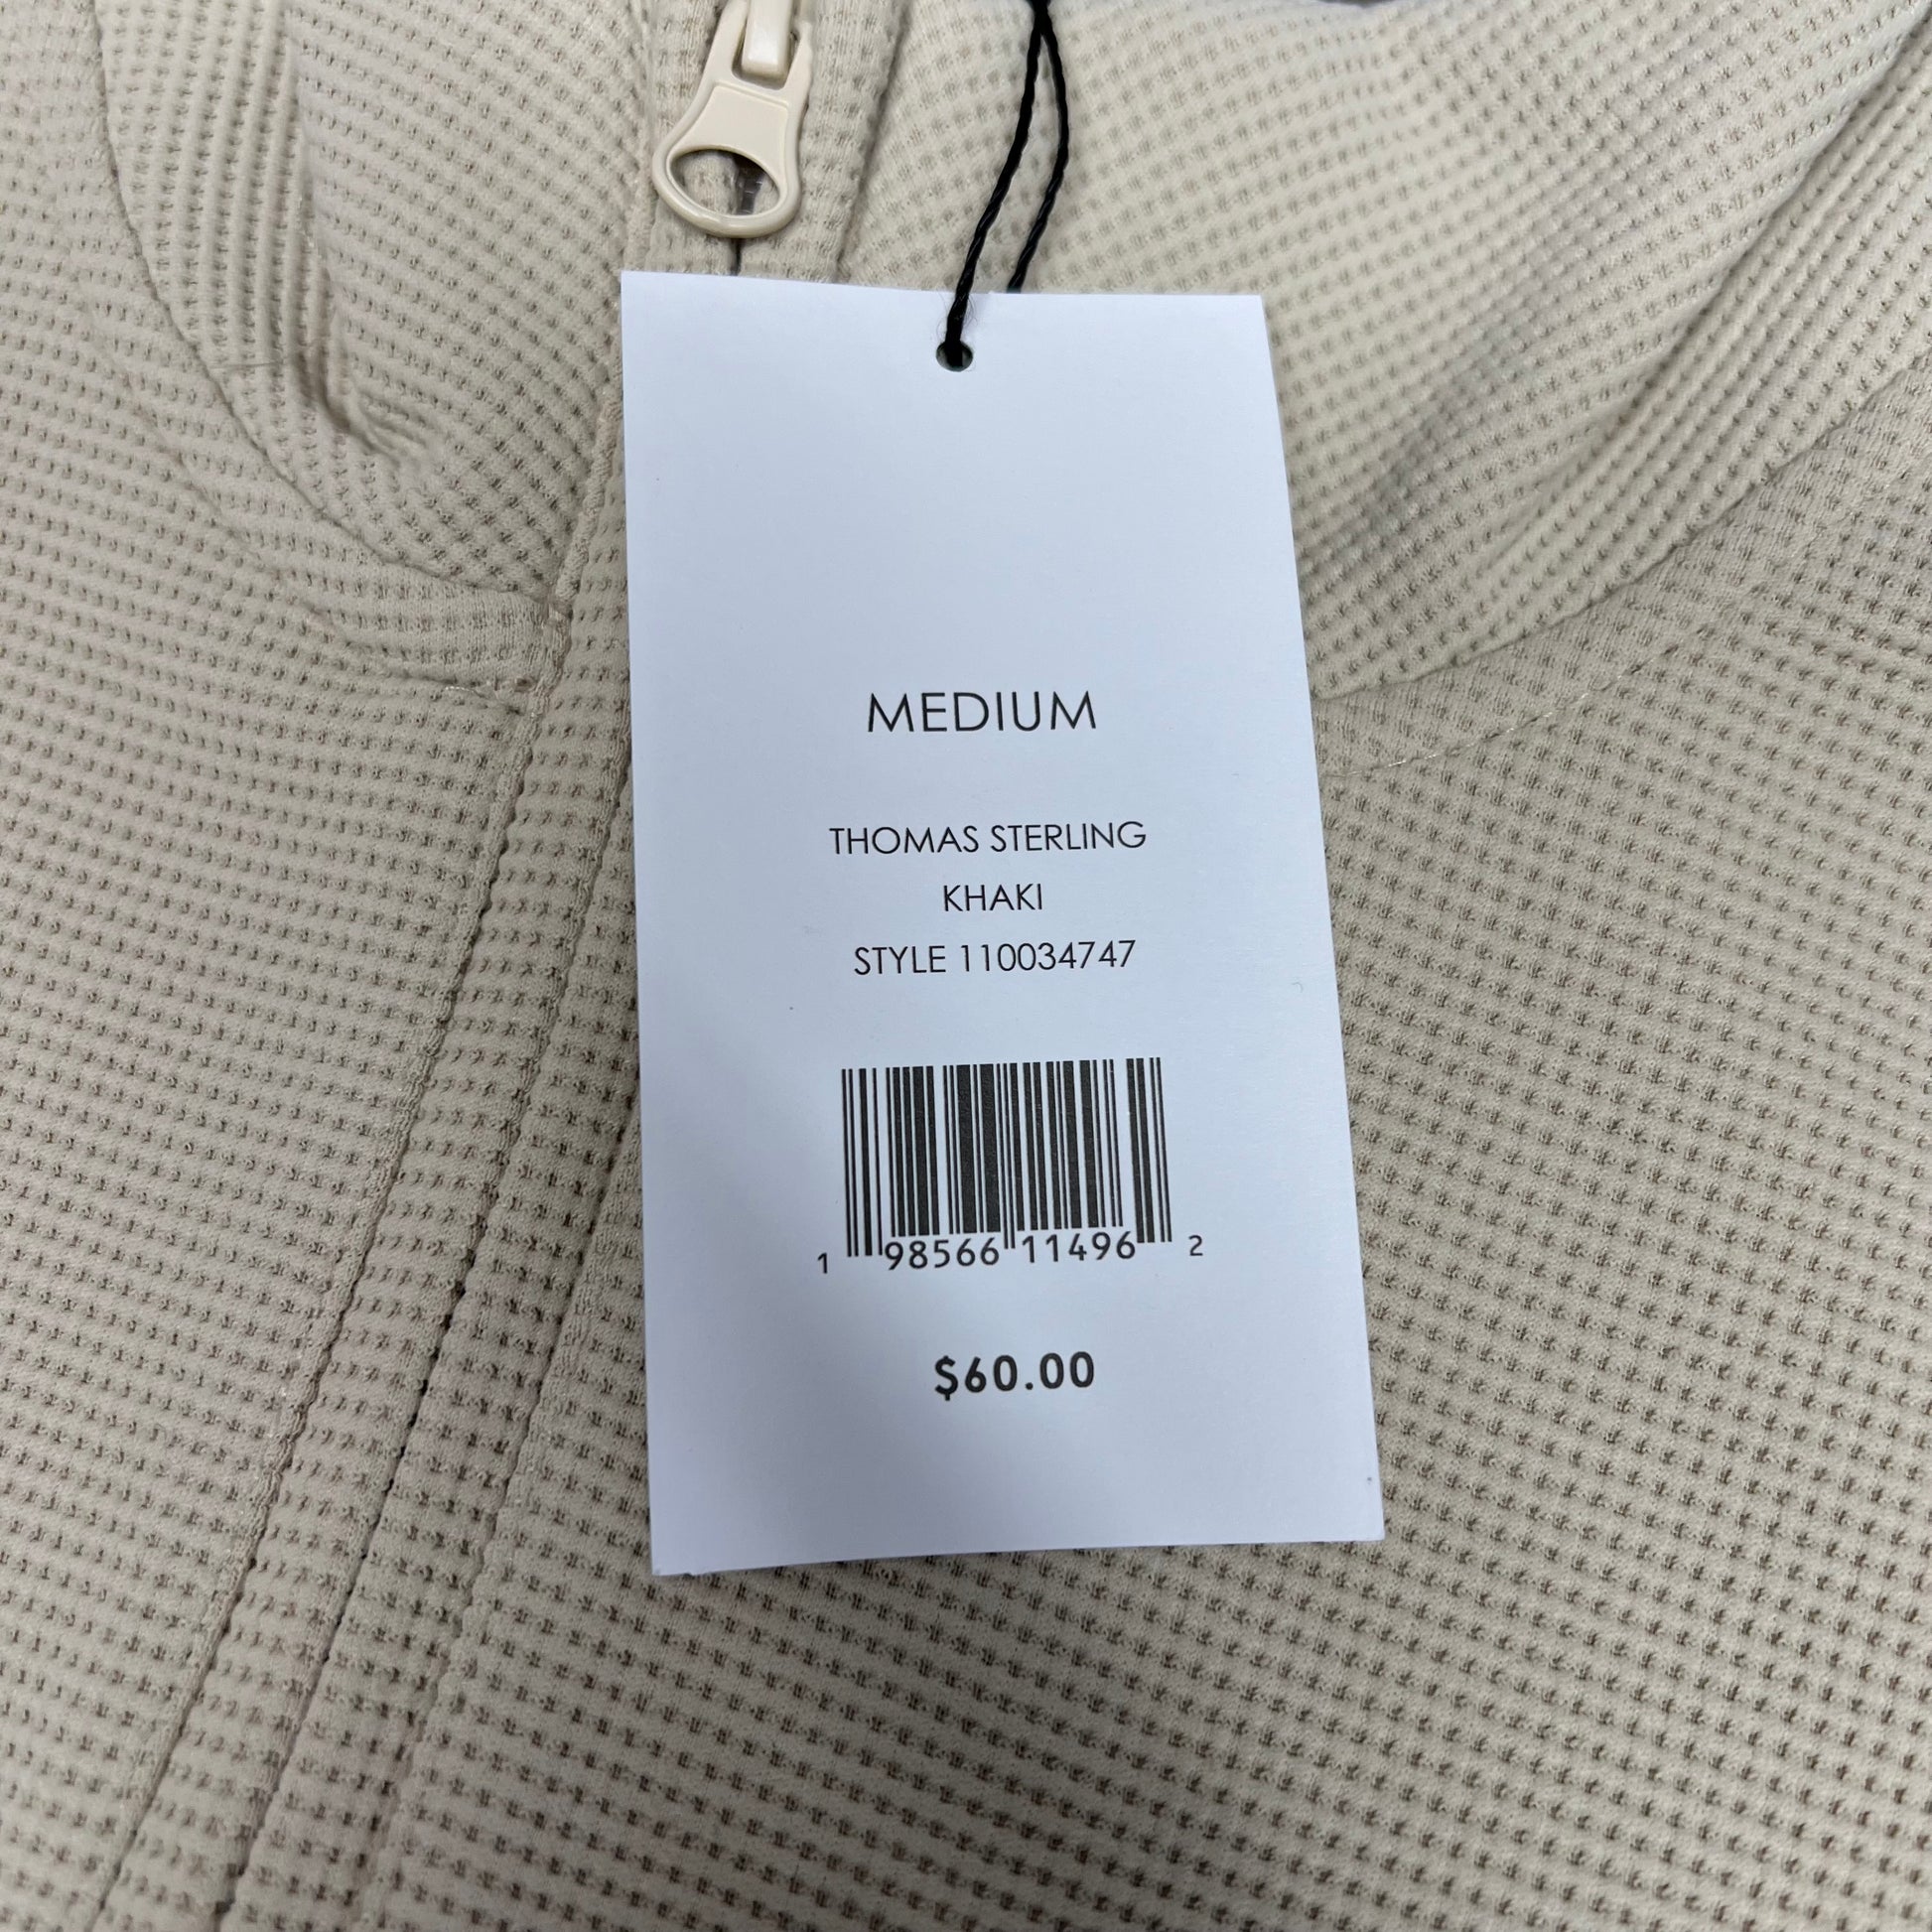 MEDIUM
THOMAS STERLING
KHAKI
STYLE 110034747
1 98566 11496 2
$60.00